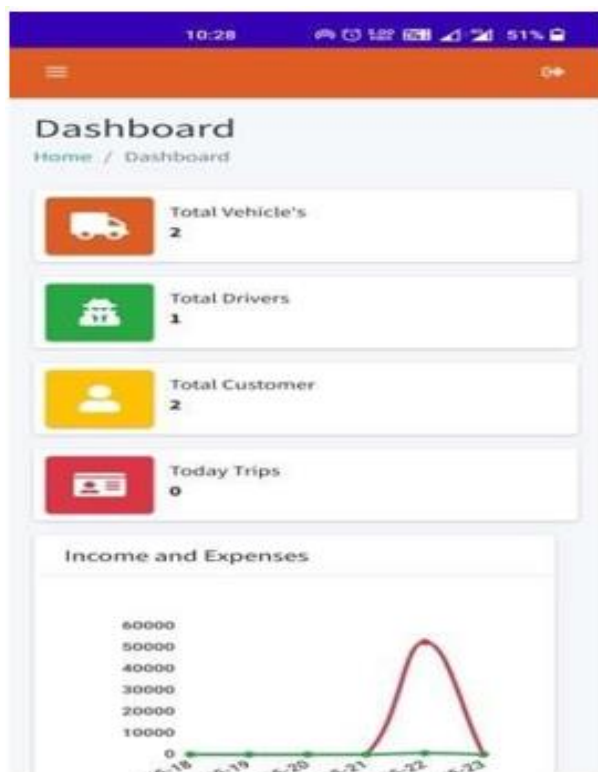 10:28
51%
Dashboard
Home / Dashboard
Total Vehicle's
2
Total Drivers
1
Total Customer
2
Today Trips
0
Income and Expenses
60000
50000
40000
30000
20000
10000
0